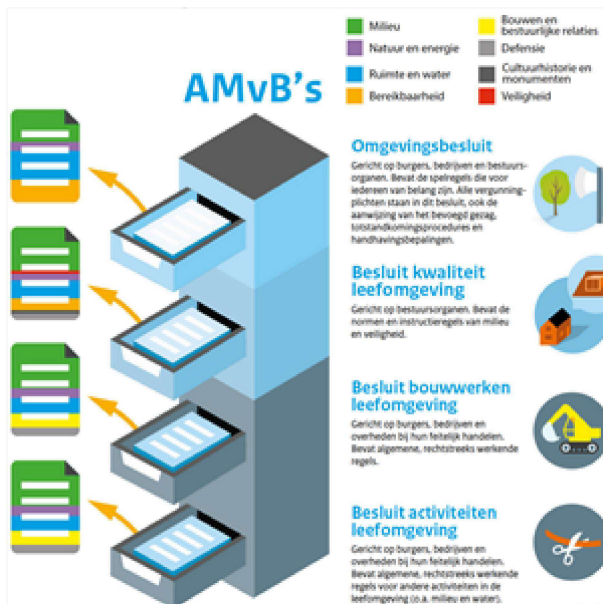 AMvB's
Milieu
Natuur en energie
Ruimte en water
Bereikbaarheid
Bouwen en
bestuurlijke relaties
Defensie
Cultuurhistorie en
monumenten
Veiligheid
Omgevingsbesluit
Gericht op burgers, bedrijven en bestuurs-
organen. Bevat de spelregels die voor
iedereen van belang zijn. Alle vergunning-
plichten staan in dit besluit, ook de
aanwijzing van het bevoegd gezag,
totstandkomingsprocedures en
handhavingsbepalingen.
Besluit kwaliteit
leefomgeving
Gericht op bestuursorganen. Bevat de
normen en instructieregels van milieu
en veiligheid.
Besluit bouwwerken
leefomgeving
Gericht op burgers, bedrijven en
overheden bij hun feitelijk handelen.
Bevat algemene, rechtstreeks werkende
regels.
Besluit activiteiten
leefomgeving
Gericht op burgers, bedrijven en
overheden bij hun feitelijk handelen.
Bevat algemene, rechtstreeks werkende
regels voor andere activiteiten in de
leefomgeving (o.a. milieu en water).